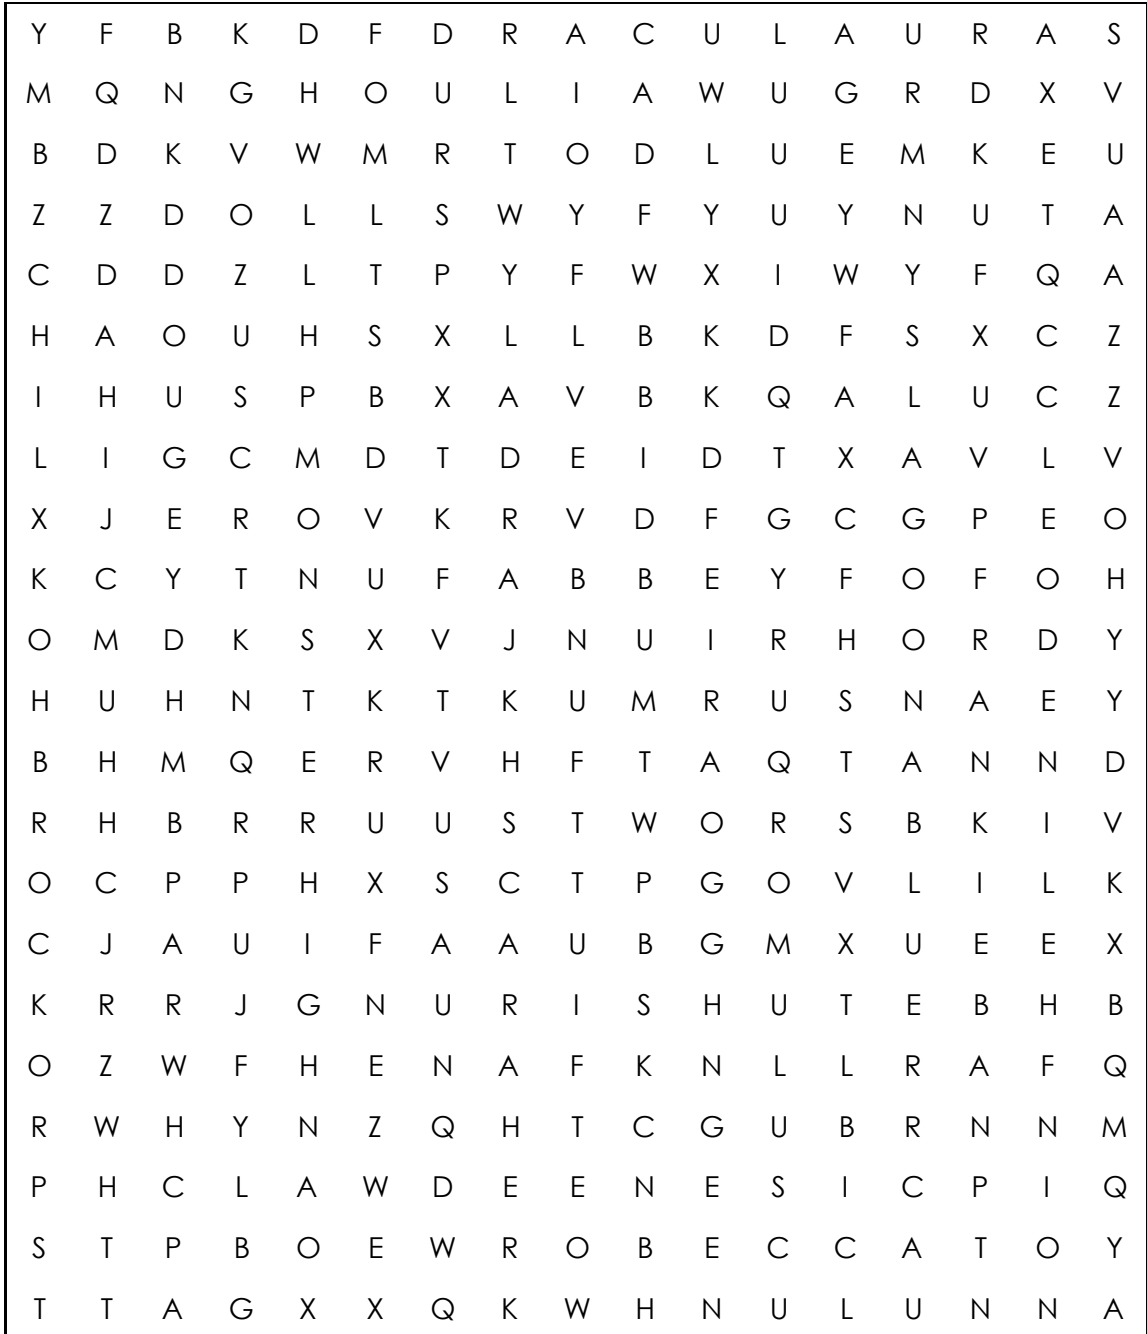 Y F B K D F D R A C U L A U R A S
M Q N G H O U L I A W U G R D X V
B D K V W M R T O D L U E M K E U
Z Z D O L L S W Y F Y U Y N U T A
C D D Z L T P Y F W X I W Y F Q A
H A O U H S X L L B K D F S X C Z
I H U S P B X A V B K Q A L U C Z
L I G C M D T D E I D T X A V L V
X J E R O V K R V D F G C G P E O
K C Y T N U F A B B E Y F O F O H
O M D K S X V J N U I R H O R D Y
H U H N T K T K U M R U S N A E Y
B H M Q E R V H F T A Q T A N N D
R H B R R U U S T W O R S B K I V
O C P P H X S C T P G O V L I L K
C J A U I F A A U B G M X U E E X
K R R J G N U R I S H U T E B H B
O Z W F H E N A F K N L L R A F Q
R W H Y N Z Q H T C G U B R N N M
P H C L A W D E E N E S I C P I Q
S T P B O E W R O B E C C A T O Y
T T A G X X Q K W H N U L U N N A